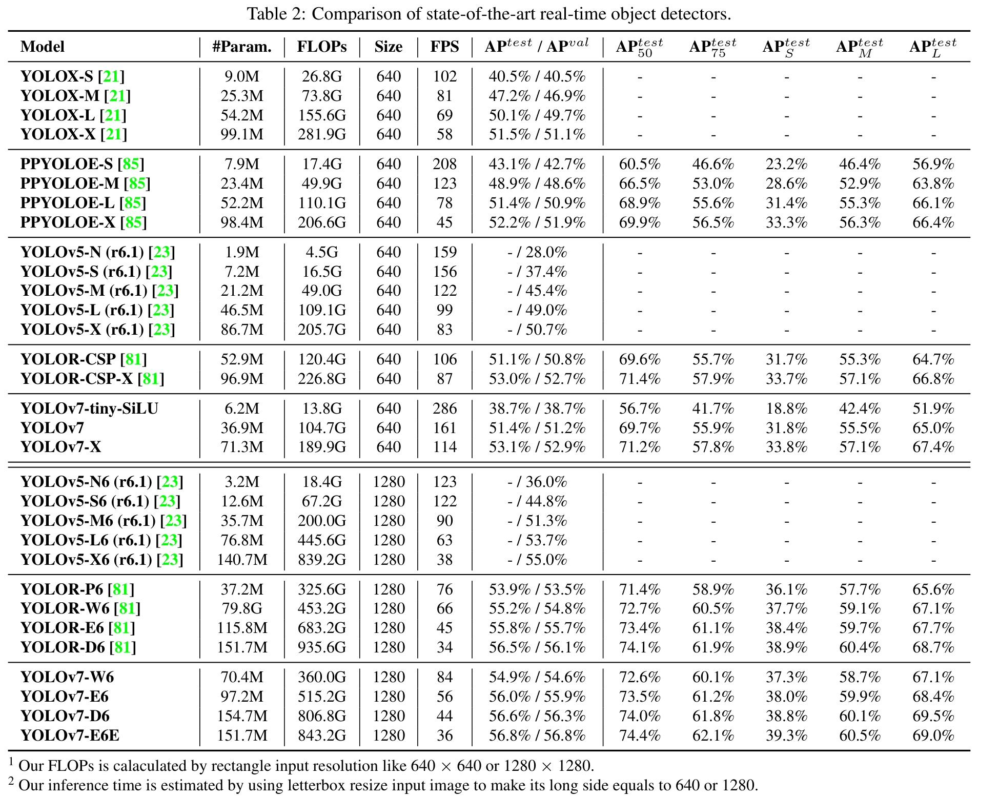 Table 2: Comparison of state-of-the-art real-time object detectors.
Model #Param. FLOPs Size FPS AP^test / AP^val AP_50^test AP_75^test AP_S^test AP_M^test AP_L^test
YOLOX-S [21] 9.0M 26.8G 640 102 40.5% / 40.5% - - - - -
YOLOX-M [21] 25.3M 73.8G 640 81 47.2% / 46.9% - - - - -
YOLOX-L [21] 54.2M 155.6G 640 69 50.1% / 49.7% - - - - -
YOLOX-X [21] 99.1M 281.9G 640 58 51.5% / 51.1% - - - - -
PPYOLOE-S [85] 7.9M 17.4G 640 208 43.1% / 42.7% 60.5% 46.6% 23.2% 46.4% 56.9%
PPYOLOE-M [85] 23.4M 49.9G 640 123 48.9% / 48.6% 66.5% 53.0% 28.6% 52.9% 63.8%
PPYOLOE-L [85] 52.2M 110.1G 640 78 51.4% / 50.9% 68.9% 55.6% 31.4% 55.3% 66.1%
PPYOLOE-X [85] 98.4M 206.6G 640 45 52.2% / 51.9% 69.9% 56.5% 33.3% 56.3% 66.4%
YOLOv5-N (r6.1) [23] 1.9M 4.5G 640 159 - / 28.0% - - - - -
YOLOv5-S (r6.1) [23] 7.2M 16.5G 640 156 - / 37.4% - - - - -
YOLOv5-M (r6.1) [23] 21.2M 49.0G 640 122 - / 45.4% - - - - -
YOLOv5-L (r6.1) [23] 46.5M 109.1G 640 99 - / 49.0% - - - - -
YOLOv5-X (r6.1) [23] 86.7M 205.7G 640 83 - / 50.7% - - - - -
YOLOR-CSP [81] 52.9M 120.4G 640 106 51.1% / 50.8% 69.6% 55.7% 31.7% 55.3% 64.7%
YOLOR-CSP-X [81] 96.9M 226.8G 640 87 53.0% / 52.7% 71.4% 57.9% 33.7% 57.1% 66.8%
YOLOv7-tiny-SiLU 6.2M 13.8G 640 286 38.7% / 38.7% 56.7% 41.7% 18.8% 42.4% 51.9%
YOLOv7 36.9M 104.7G 640 161 51.4% / 51.2% 69.7% 55.9% 31.8% 55.5% 65.0%
YOLOv7-X 71.3M 189.9G 640 114 53.1% / 52.9% 71.2% 57.8% 33.8% 57.1% 67.4%
YOLOv5-N6 (r6.1) [23] 3.2M 18.4G 1280 123 - / 36.0% - - - - -
YOLOv5-S6 (r6.1) [23] 12.6M 67.2G 1280 122 - / 44.8% - - - - -
YOLOv5-M6 (r6.1) [23] 35.7M 200.0G 1280 90 - / 51.3% - - - - -
YOLOv5-L6 (r6.1) [23] 76.8M 445.6G 1280 63 - / 53.7% - - - - -
YOLOv5-X6 (r6.1) [23] 140.7M 839.2G 1280 38 - / 55.0% - - - - -
YOLOR-P6 [81] 37.2M 325.6G 1280 76 53.9% / 53.5% 71.4% 58.9% 36.1% 57.7% 65.6%
YOLOR-W6 [81] 79.8G 453.2G 1280 66 55.2% / 54.8% 72.7% 60.5% 37.7% 59.1% 67.1%
YOLOR-E6 [81] 115.8M 683.2G 1280 45 55.8% / 55.7% 73.4% 61.1% 38.4% 59.7% 67.7%
YOLOR-D6 [81] 151.7M 935.6G 1280 34 56.5% / 56.1% 74.1% 61.9% 38.9% 60.4% 68.7%
YOLOv7-W6 70.4M 360.0G 1280 84 54.9% / 54.6% 72.6% 60.1% 37.3% 58.7% 67.1%
YOLOv7-E6 97.2M 515.2G 1280 56 56.0% / 55.9% 73.5% 61.2% 38.0% 59.9% 68.4%
YOLOv7-D6 154.7M 806.8G 1280 44 56.6% / 56.3% 74.0% 61.8% 38.8% 60.1% 69.5%
YOLOv7-E6E 151.7M 843.2G 1280 36 56.8% / 56.8% 74.4% 62.1% 39.3% 60.5% 69.0%
1 Our FLOPs is calaculated by rectangle input resolution like 640 × 640 or 1280 × 1280.
2 Our inference time is estimated by using letterbox resize input image to make its long side equals to 640 or 1280.